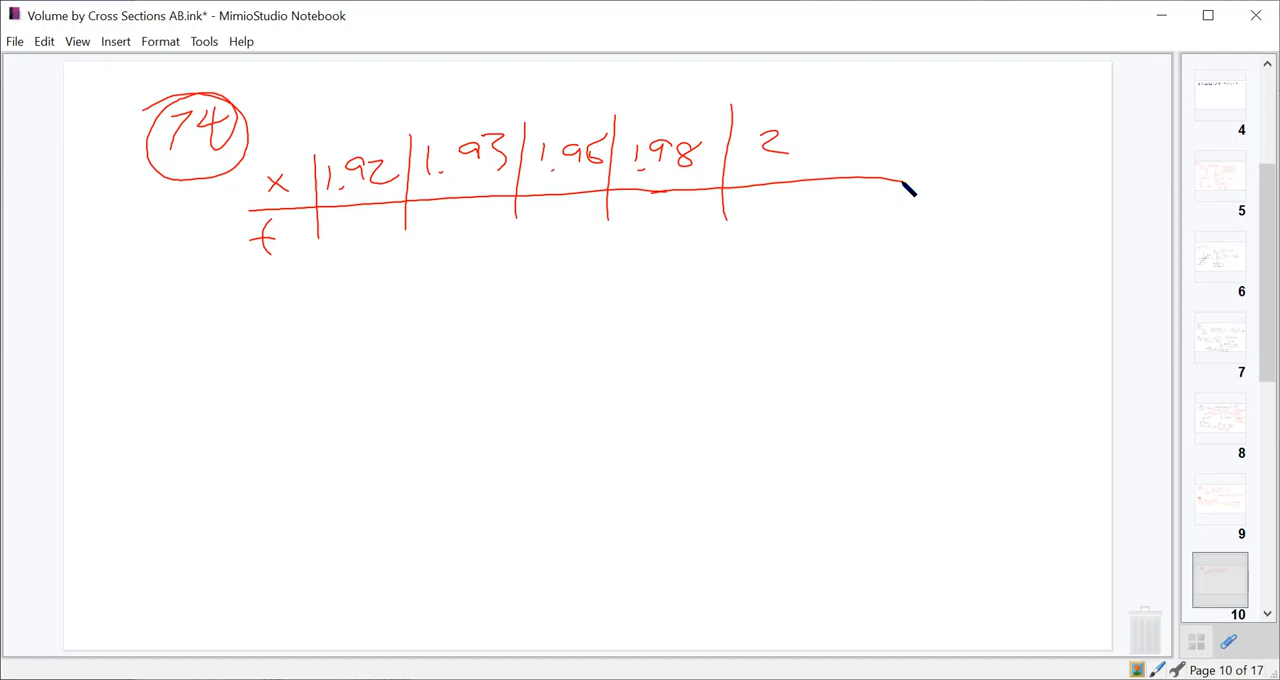 Volume by Cross Sections AB.ink* - MimioStudio Notebook
File Edit View Insert Format Tools Help
74
x 1.92 1.93 1.96 1.98 2
f
4
5
6
7
8
9
10
Page 10 of 17